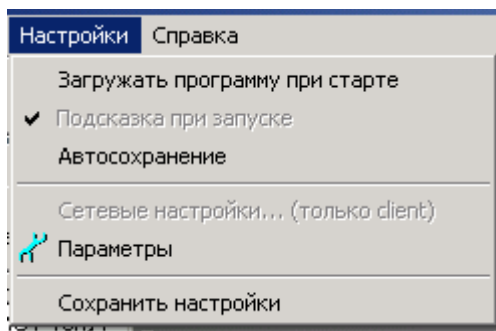 Настройки Справка
Загружать программу при старте
Подсказка при запуске
Автосохранение
Сетевые настройки... (только client)
Параметры
Сохранить настройки